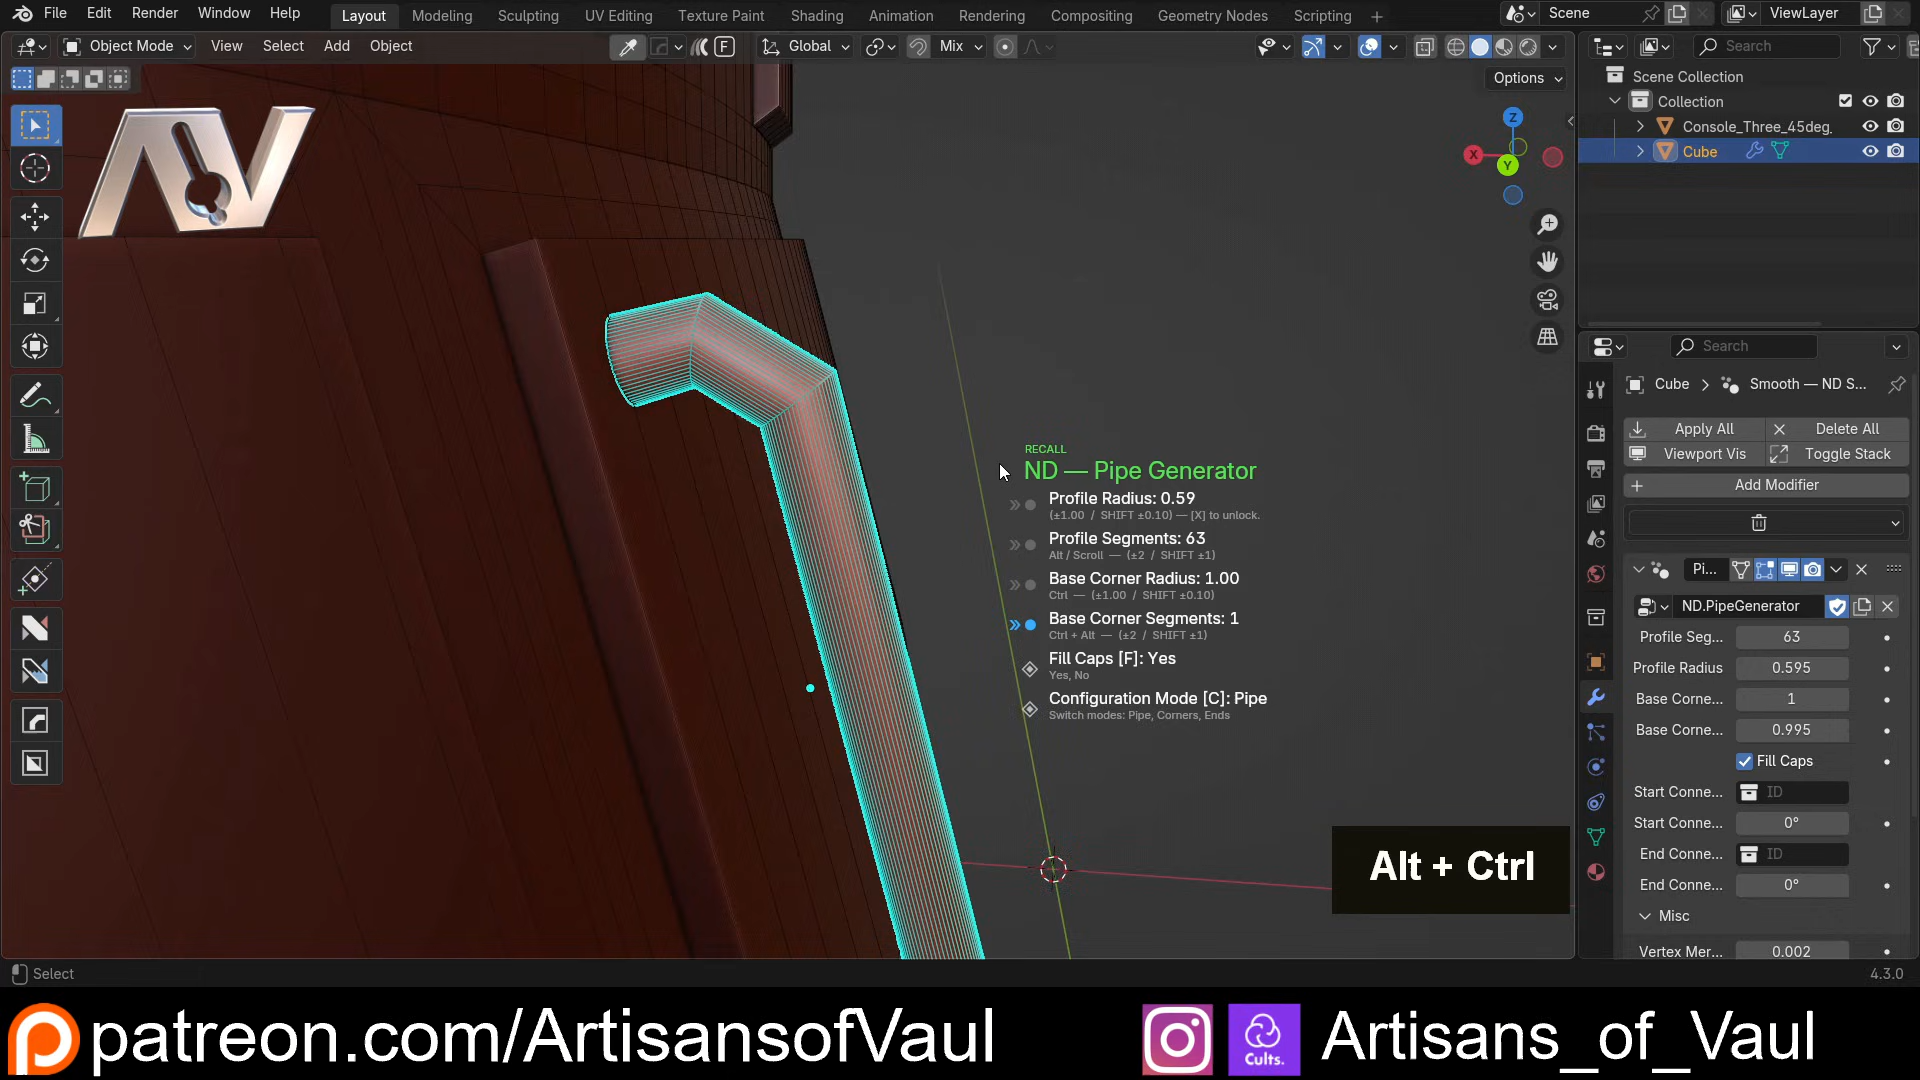 File Edit Render Window Help Layout Modeling Sculpting UV Editing Texture Paint Shading Animation Rendering Compositing Geometry Nodes Scripting + Scene ViewLayer
Object Mode View Select Add Object F Global Mix Search
Options
Scene Collection
Collection
Console_Three_45deg.
Cube
Z
X
Y
AV
Search
Cube > Smooth — ND S...
Apply All Delete All
Viewport Vis Toggle Stack
Add Modifier
Pi...
ND.PipeGenerator
Profile Seg... 63
Profile Radius 0.595
Base Corne... 1
Base Corne... 0.995
Fill Caps
Start Conne... ID
Start Conne... 0°
End Conne... ID
End Conne... 0°
Misc
Vertex Mer... 0.002
RECALL
ND — Pipe Generator
Profile Radius: 0.59
(±1.00 / SHIFT ±0.10) — [X] to unlock.
Profile Segments: 63
Alt / Scroll — (±2 / SHIFT ±1)
Base Corner Radius: 1.00
Ctrl — (±1.00 / SHIFT ±0.10)
Base Corner Segments: 1
Ctrl + Alt — (±2 / SHIFT ±1)
Fill Caps [F]: Yes
Yes, No
Configuration Mode [C]: Pipe
Switch modes: Pipe, Corners, Ends
Alt + Ctrl
Select 4.3.0
patreon.com/ArtisansofVaul Cults. Artisans_of_Vaul